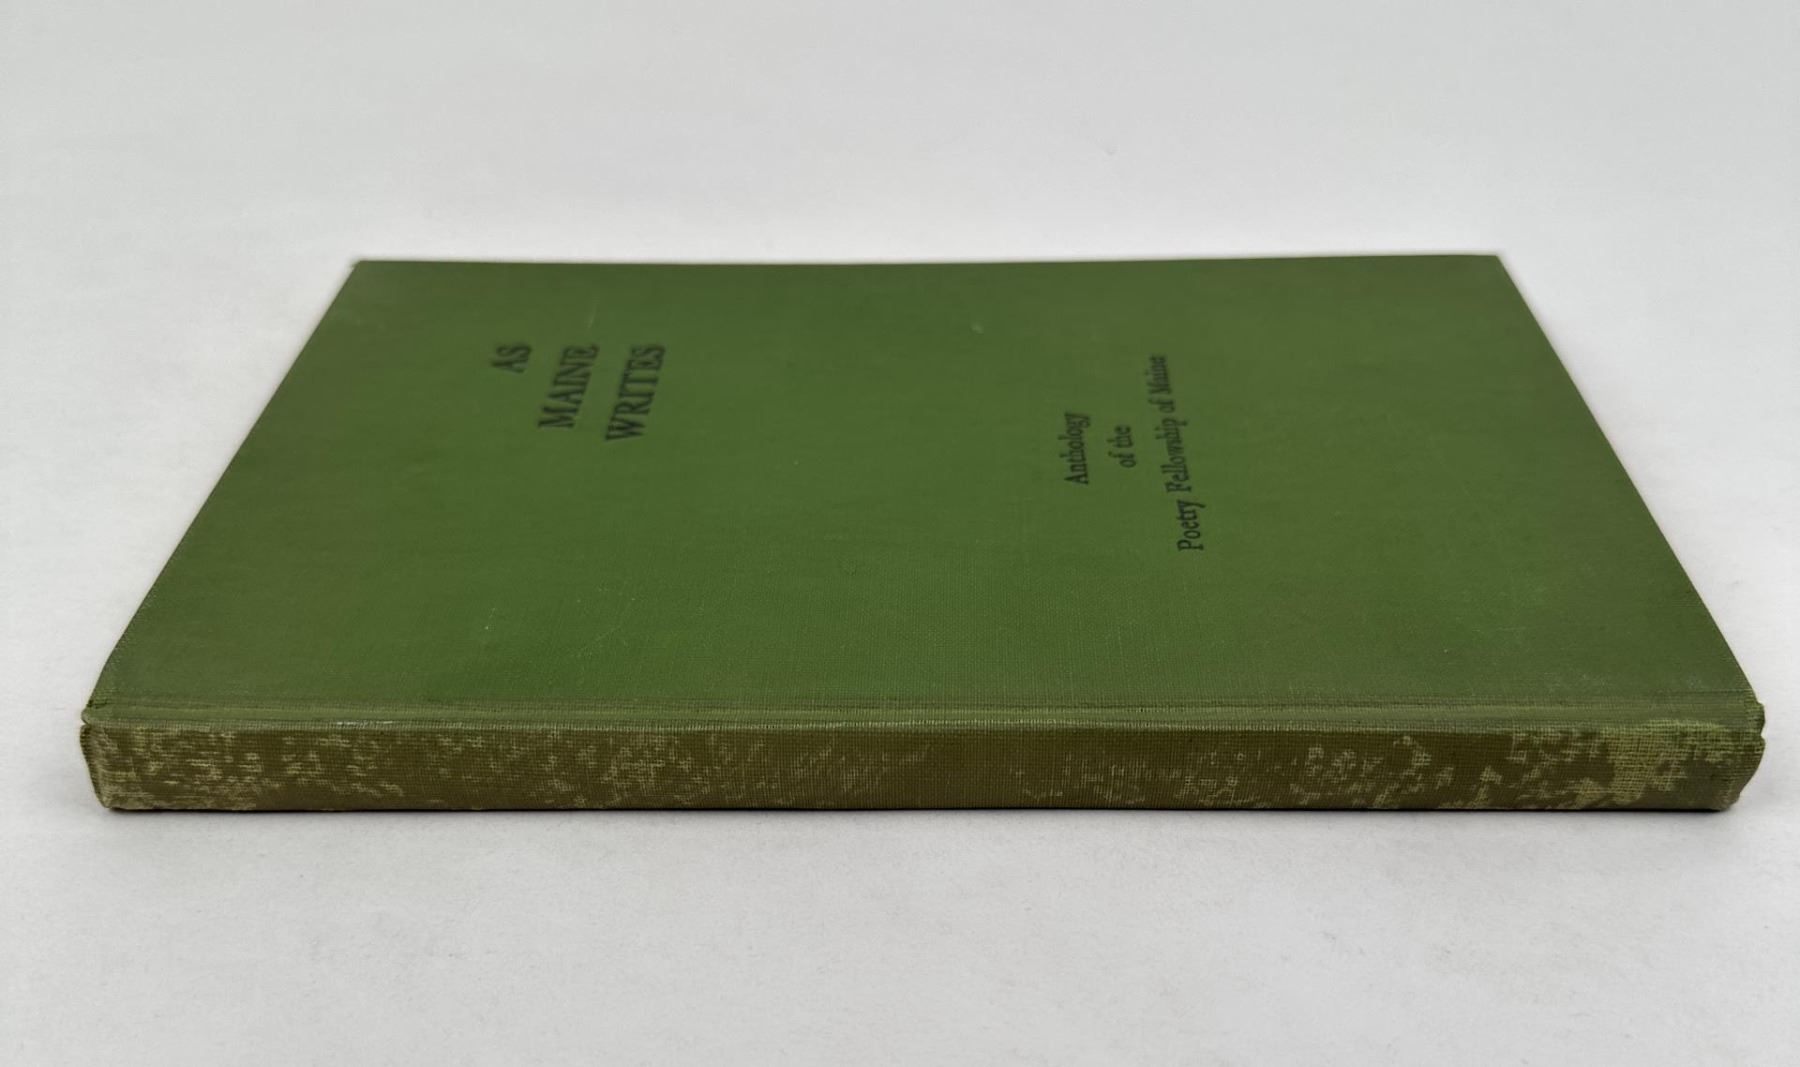 As
MAINE
WRITES
Anthology
of the
Poetry Fellowship of Maine